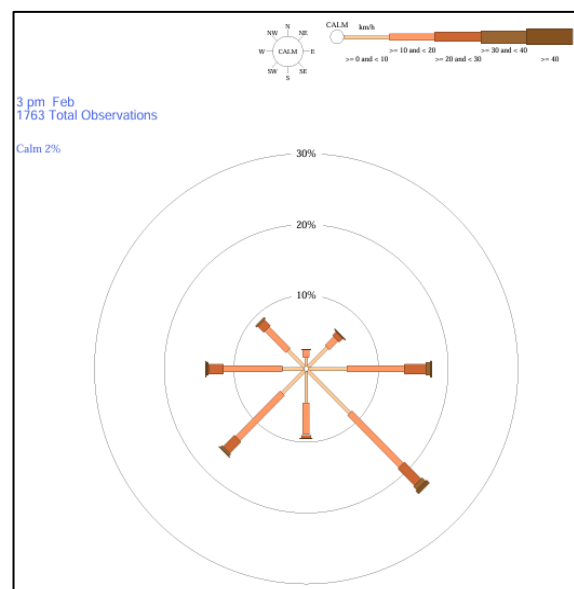 N
NW NE
W CALM E
SW SE
S
CALM km/h
>= 10 and < 20 >= 30 and < 40
>= 0 and < 10 >= 20 and < 30 >= 40
3 pm  Feb
1763 Total Observations
Calm 2%
30%
20%
10%